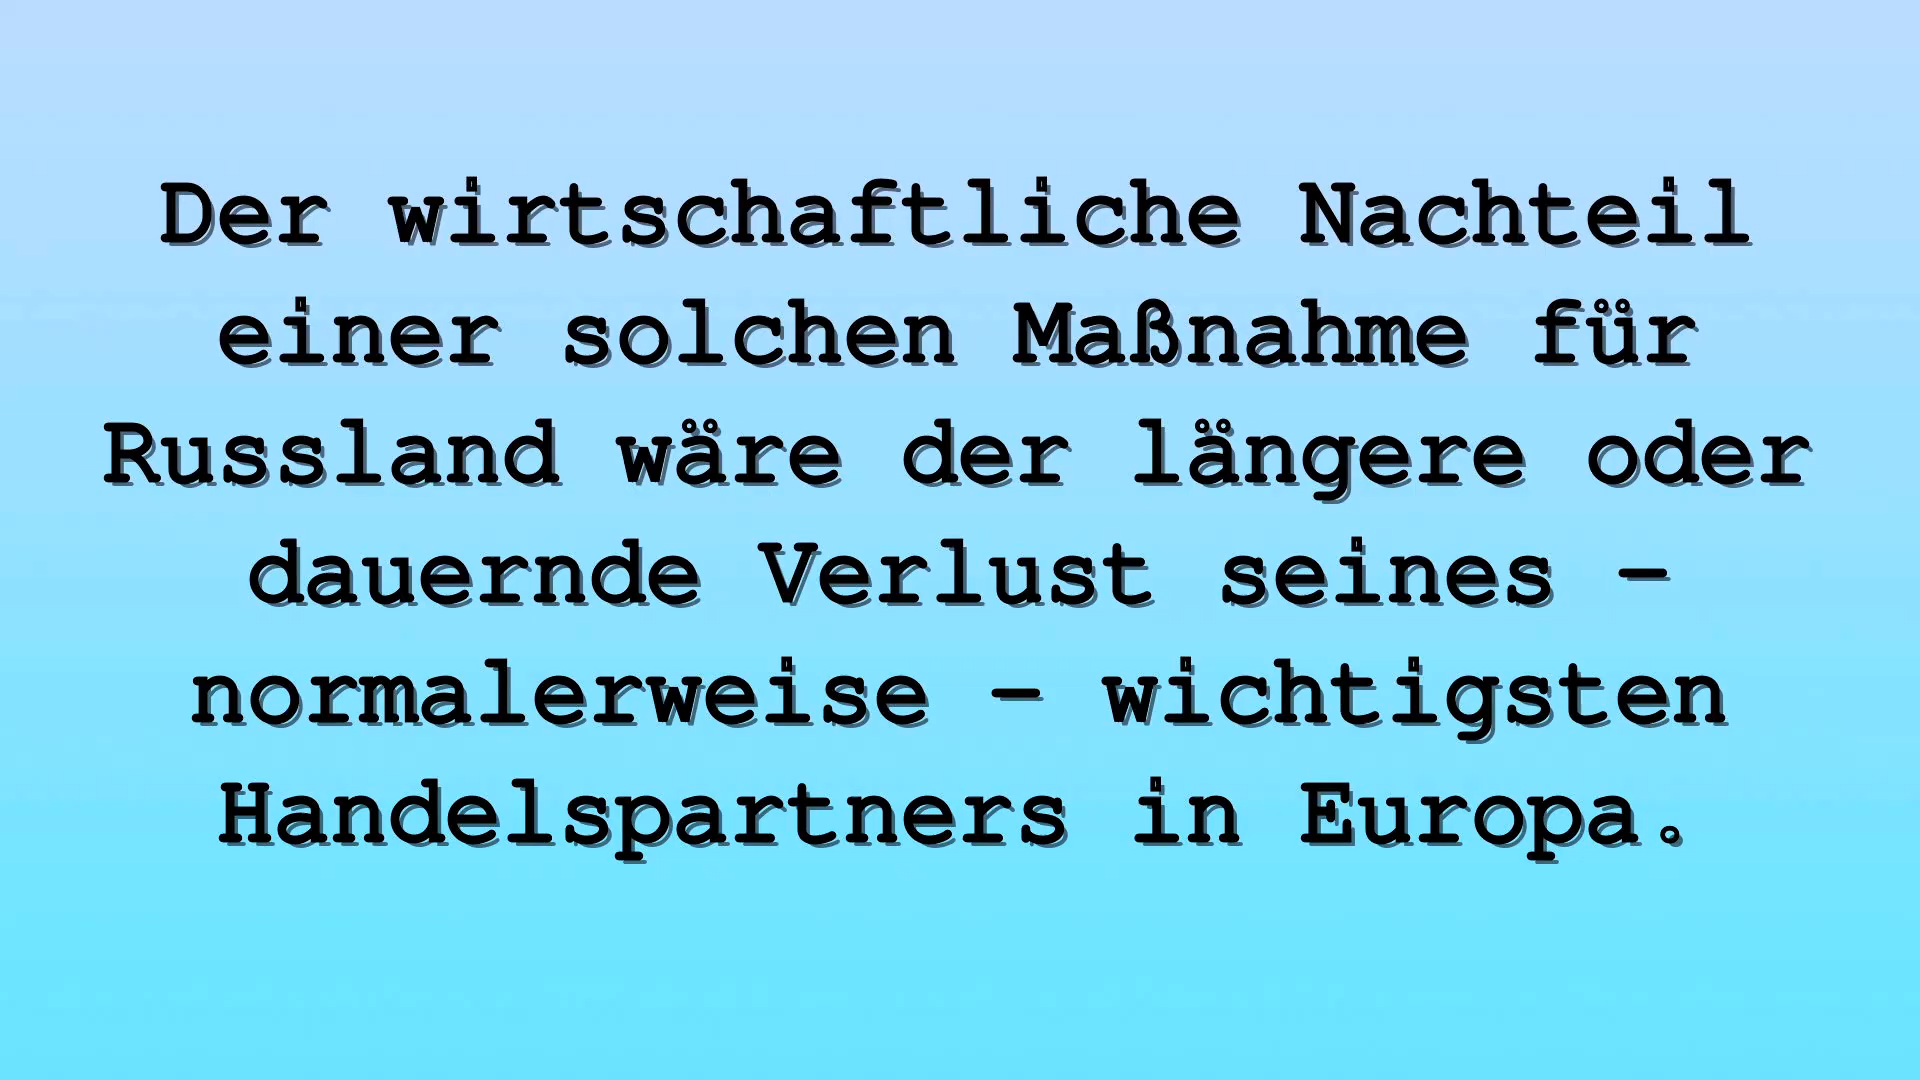 Der wirtschaftliche Nachteil
einer solchen Maßnahme für
Russland wäre der längere oder
dauernde Verlust seines –
normalerweise – wichtigsten
Handelspartners in Europa.